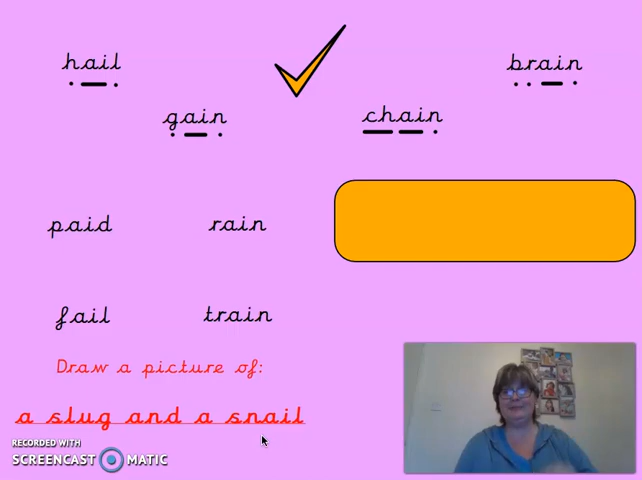 hail
brain
gain
chain
paid
rain
fail
train
Draw a picture of:
a slug and a snail
RECORDED WITH
SCREENCAST MATIC